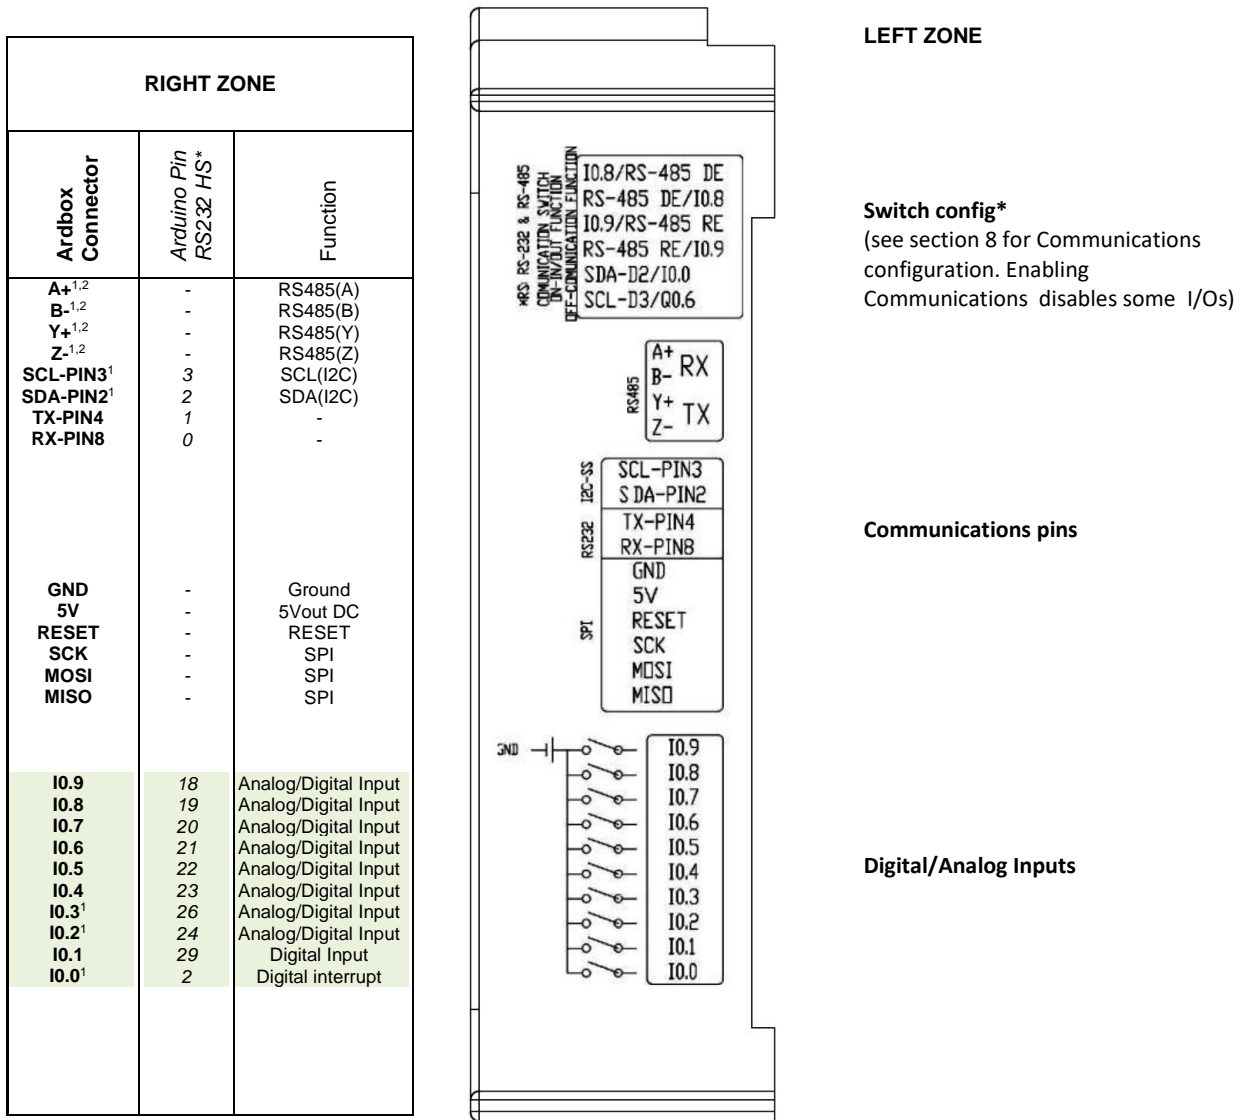 RIGHT ZONE
Ardbox Connector
Arduino Pin RS232 HS*
Function
A+1,2 - RS485(A)
B-1,2 - RS485(B)
Y+1,2 - RS485(Y)
Z-1,2 - RS485(Z)
SCL-PIN3¹ 3 SCL(I2C)
SDA-PIN2¹ 2 SDA(I2C)
TX-PIN4 1 -
RX-PIN8 0 -
GND - Ground
5V - 5Vout DC
RESET - RESET
SCK - SPI
MOSI - SPI
MISO - SPI
I0.9 18 Analog/Digital Input
I0.8 19 Analog/Digital Input
I0.7 20 Analog/Digital Input
I0.6 21 Analog/Digital Input
I0.5 22 Analog/Digital Input
I0.4 23 Analog/Digital Input
I0.3¹ 26 Analog/Digital Input
I0.2¹ 24 Analog/Digital Input
I0.1 29 Digital Input
I0.0¹ 2 Digital interrupt
*RS: RS-232 & RS-485
COMUNICATION SWITCH
ON-IN/OUT FUNCTION
OFF-COMUNICATION FUNCTION
I0.8/RS-485 DE
RS-485 DE/I0.8
I0.9/RS-485 RE
RS-485 RE/I0.9
SDA-D2/I0.0
SCL-D3/Q0.6
RS485
A+
B-
RX
Y+
Z-
TX
I2C-SS
SCL-PIN3
SDA-PIN2
RS232
TX-PIN4
RX-PIN8
SPI
GND
5V
RESET
SCK
MOSI
MISO
GND
I0.9
I0.8
I0.7
I0.6
I0.5
I0.4
I0.3
I0.2
I0.1
I0.0
LEFT ZONE
Switch config*
(see section 8 for Communications
configuration. Enabling
Communications disables some I/Os)
Communications pins
Digital/Analog Inputs